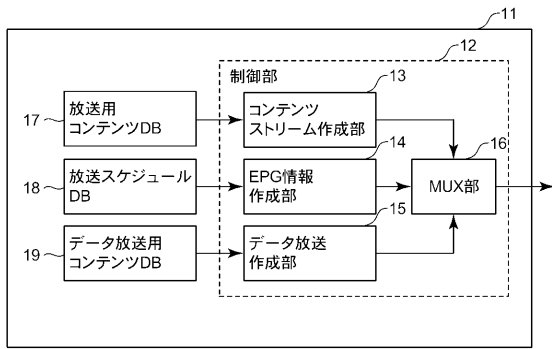 11
12
制御部
13
放送用
コンテンツDB
17
コンテンツ
ストリーム作成部
14
16
放送スケジュール
DB
18
EPG情報
作成部
MUX部
15
データ放送用
コンテンツDB
19
データ放送
作成部